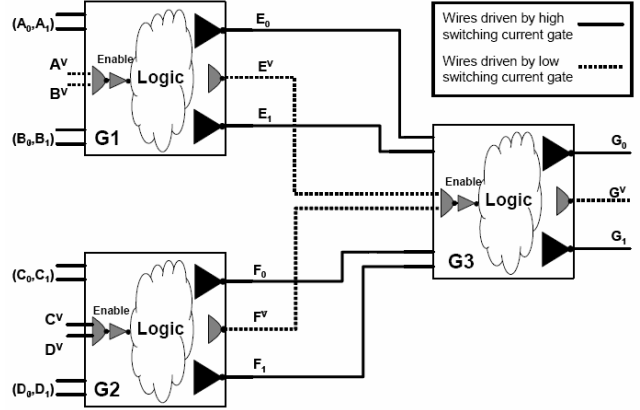 Wires driven by high
switching current gate
Wires driven by low
switching current gate
(A0,A1)
AV
BV
(B0,B1)
Enable
Logic
G1
E0
EV
E1
(C0,C1)
CV
DV
(D0,D1)
Enable
Logic
G2
F0
FV
F1
Enable
Logic
G3
G0
GV
G1